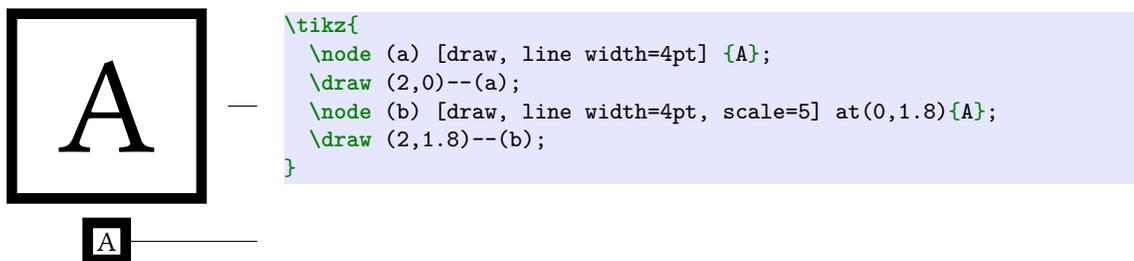 A
A
\tikz{
  \node (a) [draw, line width=4pt] {A};
  \draw (2,0)--(a);
  \node (b) [draw, line width=4pt, scale=5] at(0,1.8){A};
  \draw (2,1.8)--(b);
}